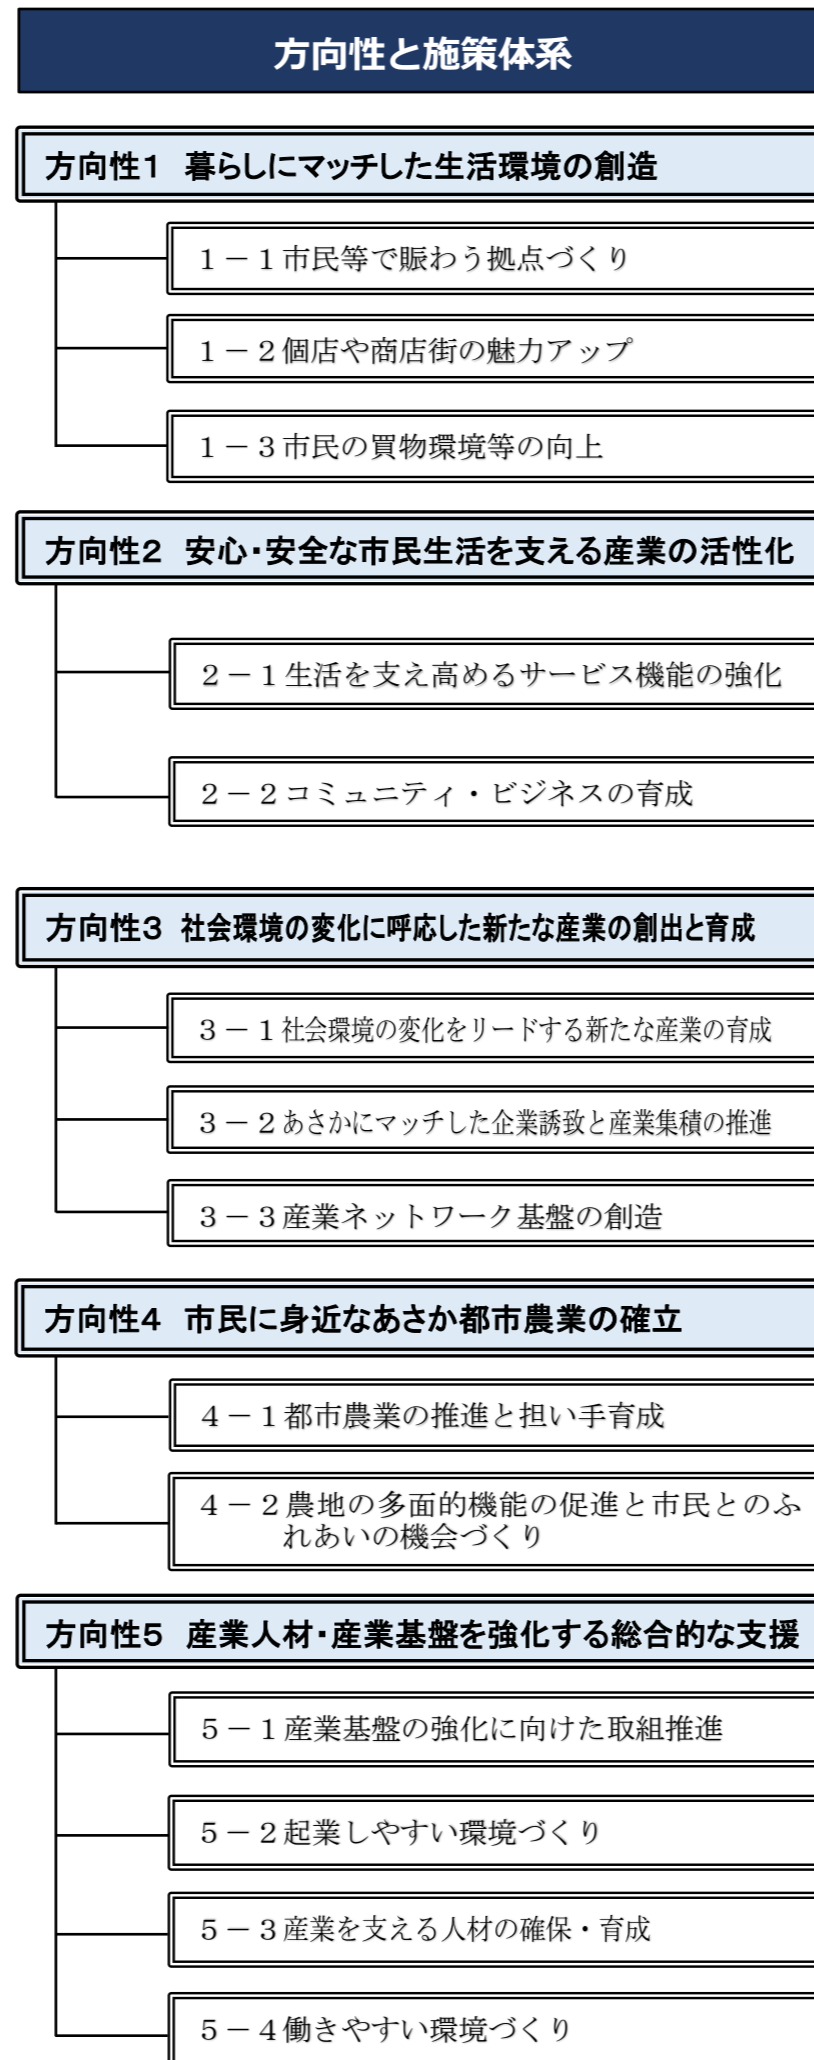 方向性と施策体系
方向性1 暮らしにマッチした生活環境の創造
1－1市民等で賑わう拠点づくり
1－2個店や商店街の魅力アップ
1－3市民の買物環境等の向上
方向性2 安心・安全な市民生活を支える産業の活性化
2－1生活を支え高めるサービス機能の強化
2－2コミュニティ・ビジネスの育成
方向性3 社会環境の変化に呼応した新たな産業の創出と育成
3－1社会環境の変化をリードする新たな産業の育成
3－2あさかにマッチした企業誘致と産業集積の推進
3－3産業ネットワーク基盤の創造
方向性4 市民に身近なあさか都市農業の確立
4－1都市農業の推進と担い手育成
4－2農地の多面的機能の促進と市民とのふ
れあいの機会づくり
方向性5 産業人材・産業基盤を強化する総合的な支援
5－1産業基盤の強化に向けた取組推進
5－2起業しやすい環境づくり
5－3産業を支える人材の確保・育成
5－4働きやすい環境づくり